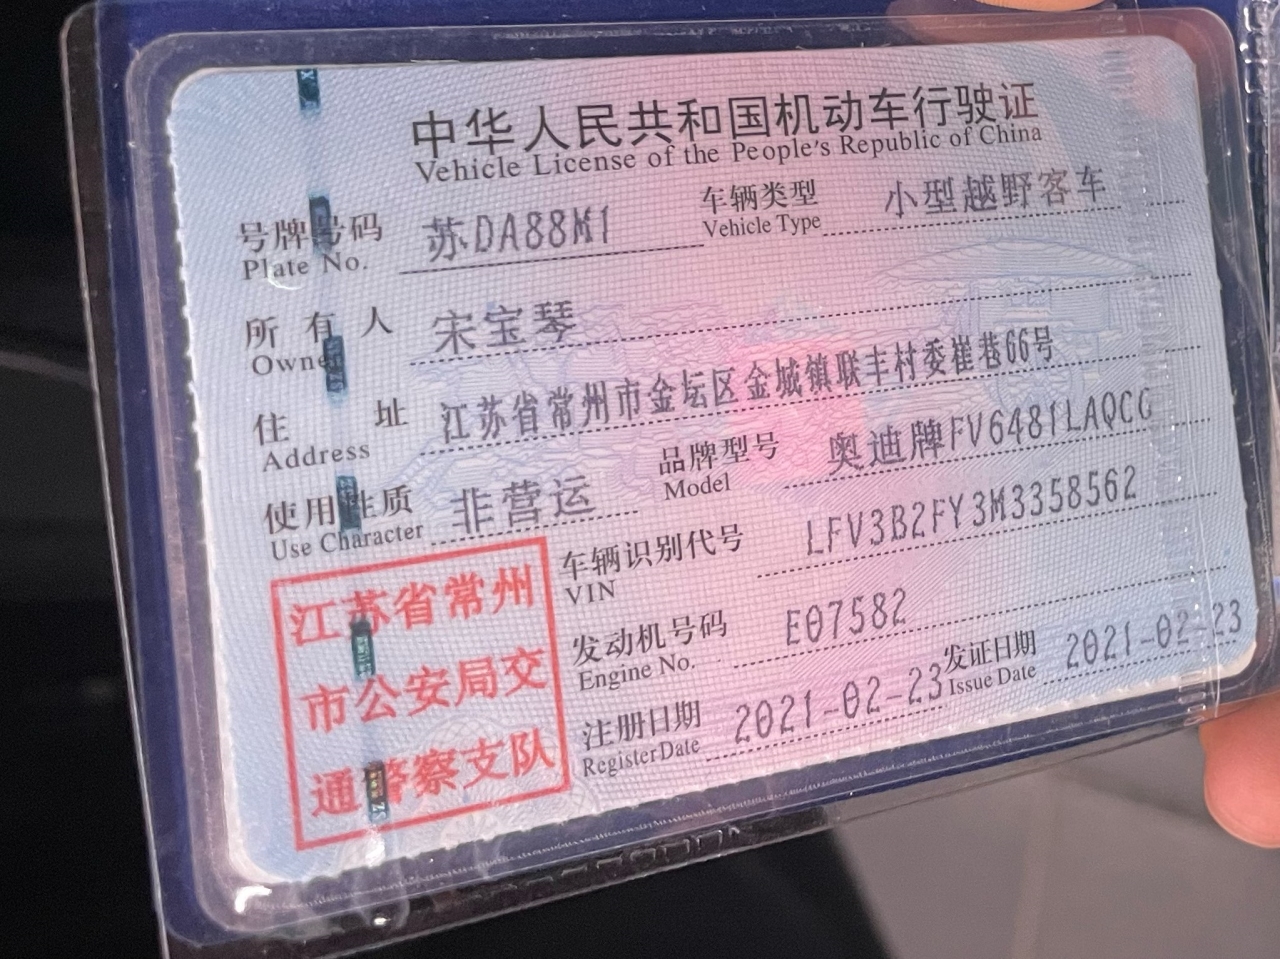 中华人民共和国机动车行驶证
Vehicle License of the People's Republic of China
号牌号码 苏DA88M1 车辆类型 小型越野客车
Plate No. Vehicle Type
所有人 宋宝琴
Owner
住址 江苏省常州市金坛区金城镇联丰村委崔巷66号
Address
使用性质 非营运 品牌型号 奥迪牌FV6481LAQCG
Use Character Model
车辆识别代号 LFV3B2FY3M3358562
VIN
发动机号码 E07582
Engine No.
注册日期 2021-02-23 发证日期 2021-02-23
RegisterDate Issue Date
江苏省常州
市公安局交
通警察支队